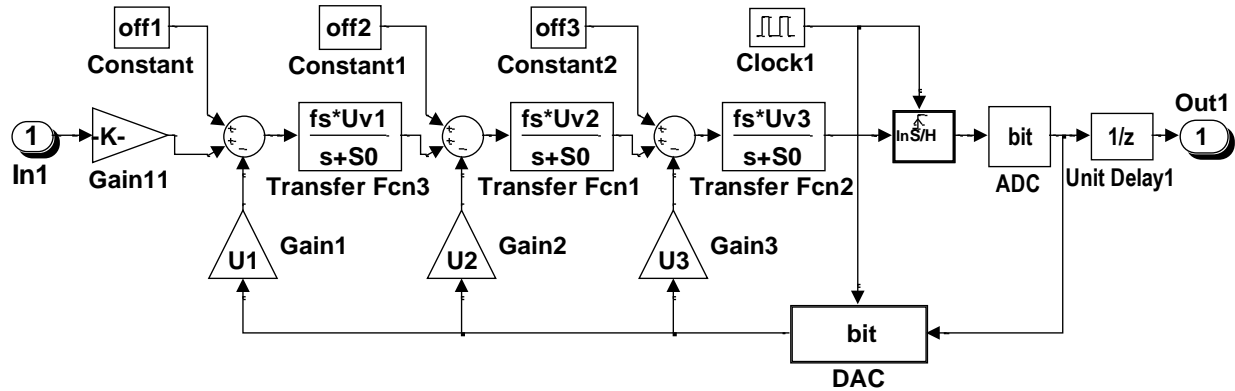 off1
Constant
off2
Constant1
off3
Constant2
Clock1
1
In1
-K-
Gain11
+
+
-
fs*Uv1
s+S0
Transfer Fcn3
+
+
-
fs*Uv2
s+S0
Transfer Fcn1
+
+
-
fs*Uv3
s+S0
Transfer Fcn2
In S/H
bit
ADC
1/z
Unit Delay1
Out1
1
U1
Gain1
U2
Gain2
U3
Gain3
bit
DAC